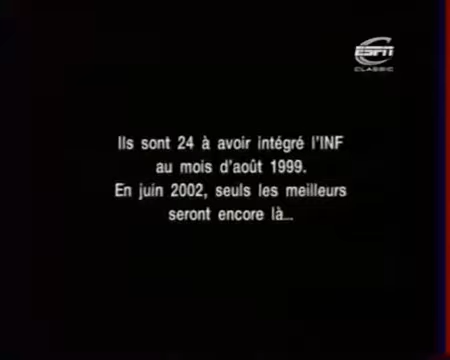 ESPN
CLASSIC
Ils sont 24 à avoir intégré l'INF
au mois d'août 1999.
En juin 2002, seuls les meilleurs
seront encore là...